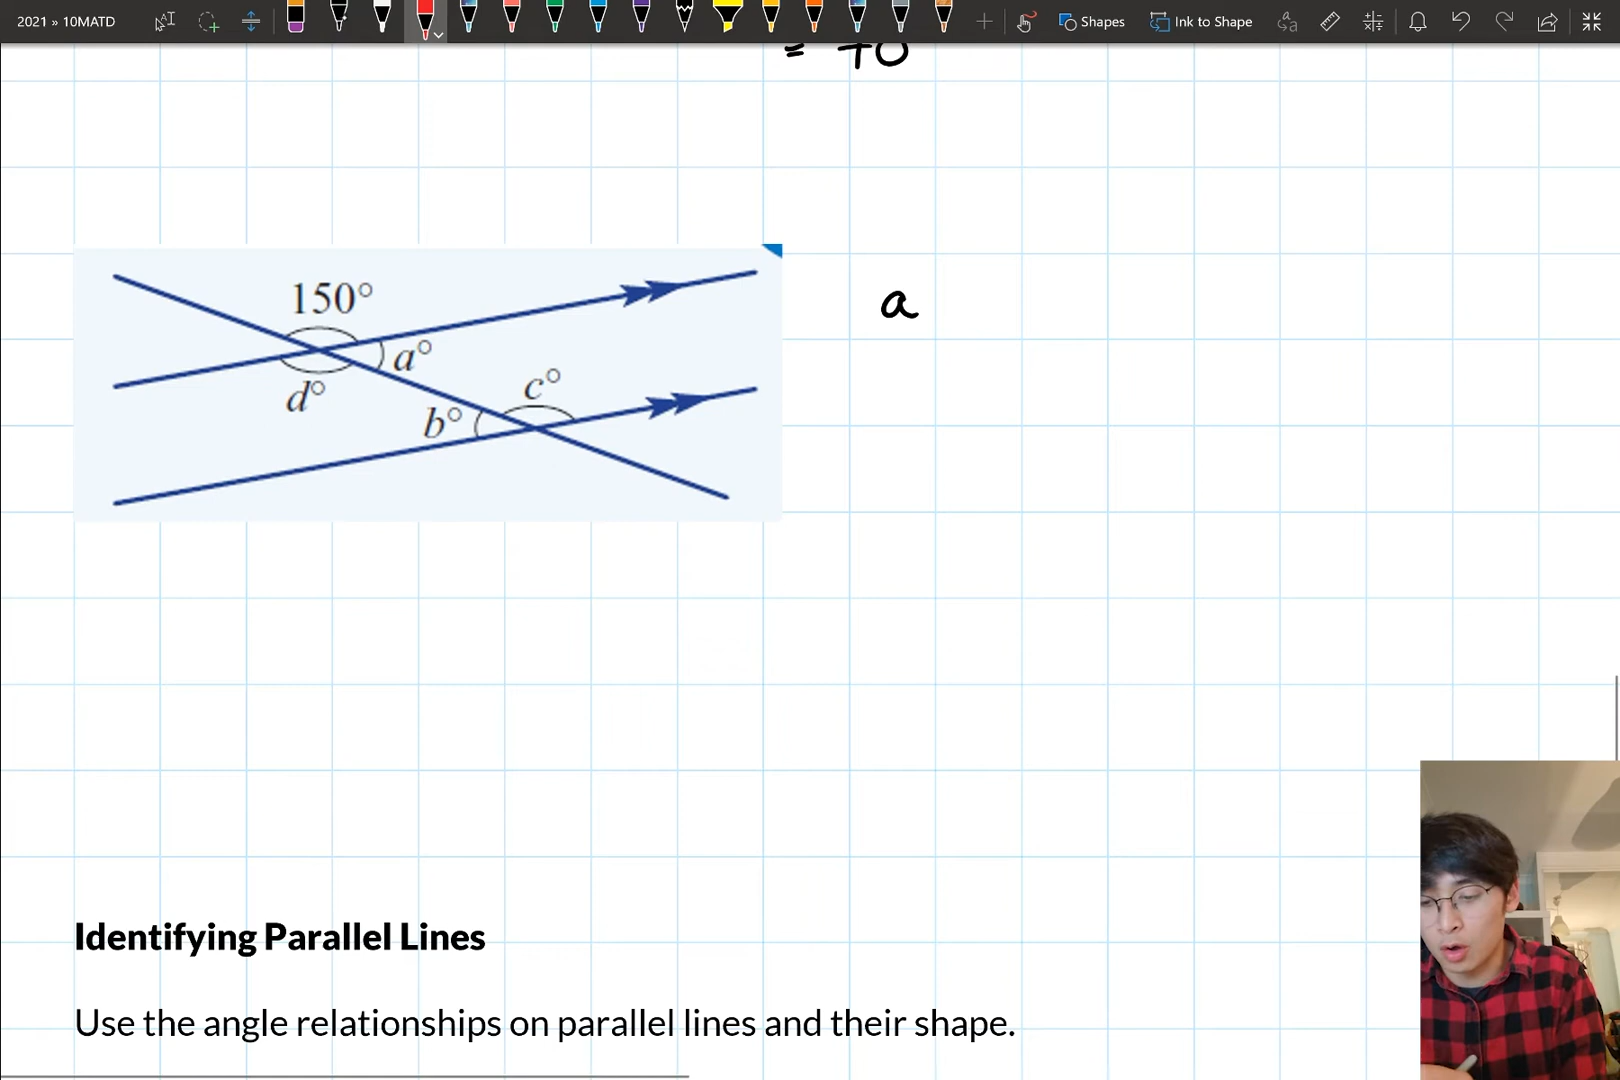 2021 » 10MATD
Shapes
Ink to Shape
= 70
150°
a
a°
c°
d°
b°
Identifying Parallel Lines
Use the angle relationships on parallel lines and their shape.